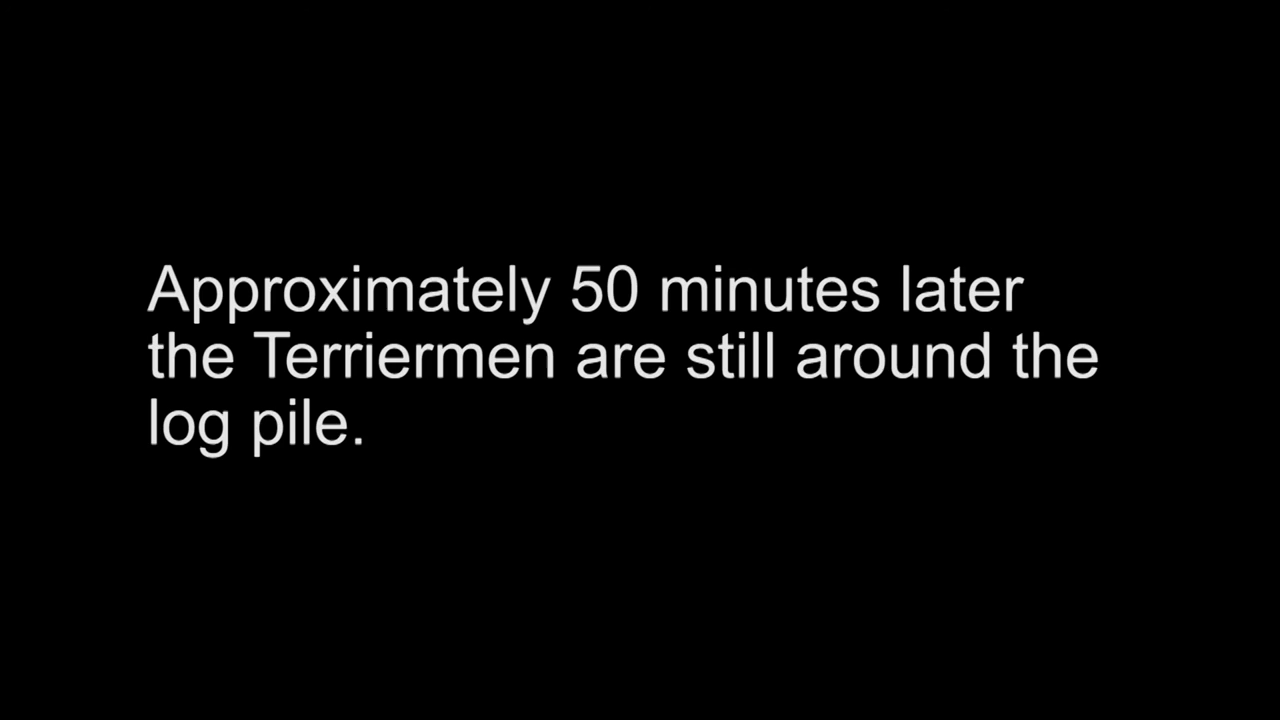 Approximately 50 minutes later
the Terriermen are still around the
log pile.